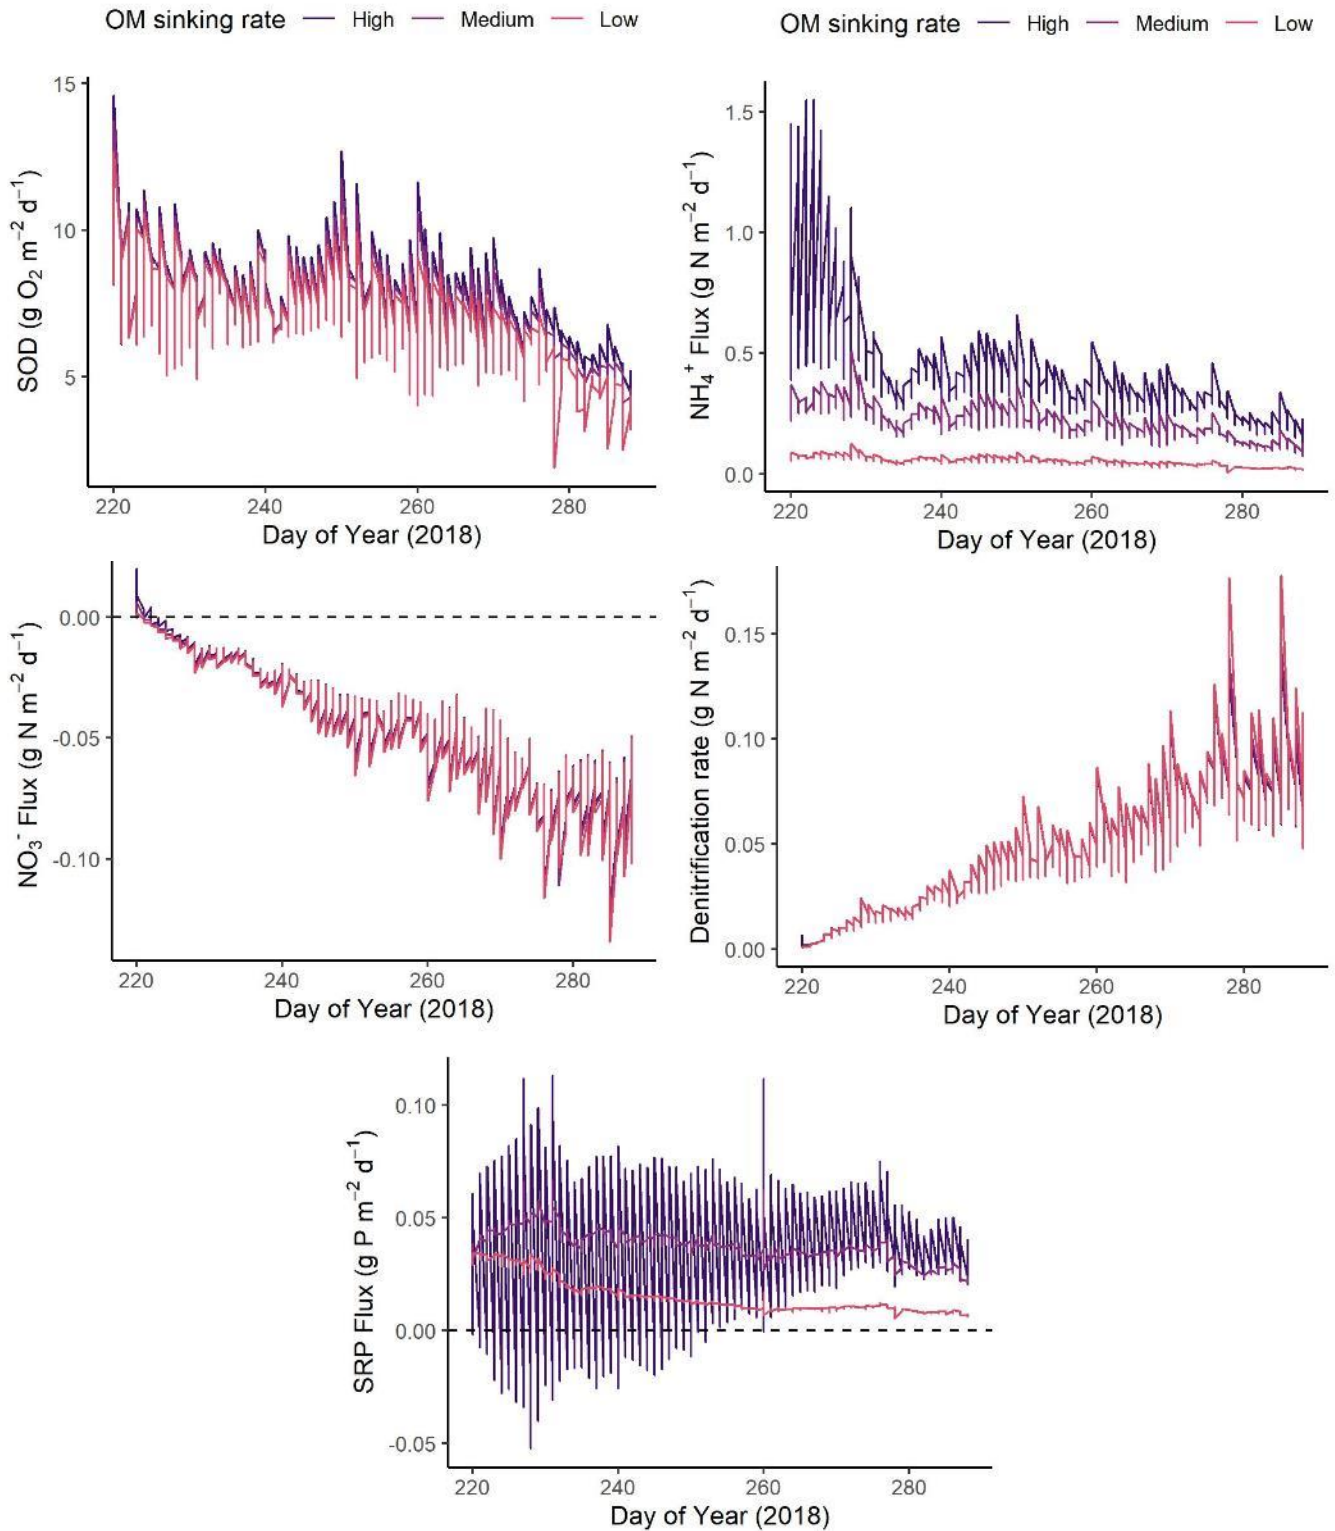 OM sinking rate High Medium Low
OM sinking rate High Medium Low
SOD (g O₂ m⁻² d⁻¹)
15
10
5
220 240 260 280
Day of Year (2018)
NH₄⁺ Flux (g N m⁻² d⁻¹)
1.5
1.0
0.5
0.0
220 240 260 280
Day of Year (2018)
NO₃⁻ Flux (g N m⁻² d⁻¹)
0.00
-0.05
-0.10
220 240 260 280
Day of Year (2018)
Denitrification rate (g N m⁻² d⁻¹)
0.15
0.10
0.05
0.00
220 240 260 280
Day of Year (2018)
SRP Flux (g P m⁻² d⁻¹)
0.10
0.05
0.00
-0.05
220 240 260 280
Day of Year (2018)